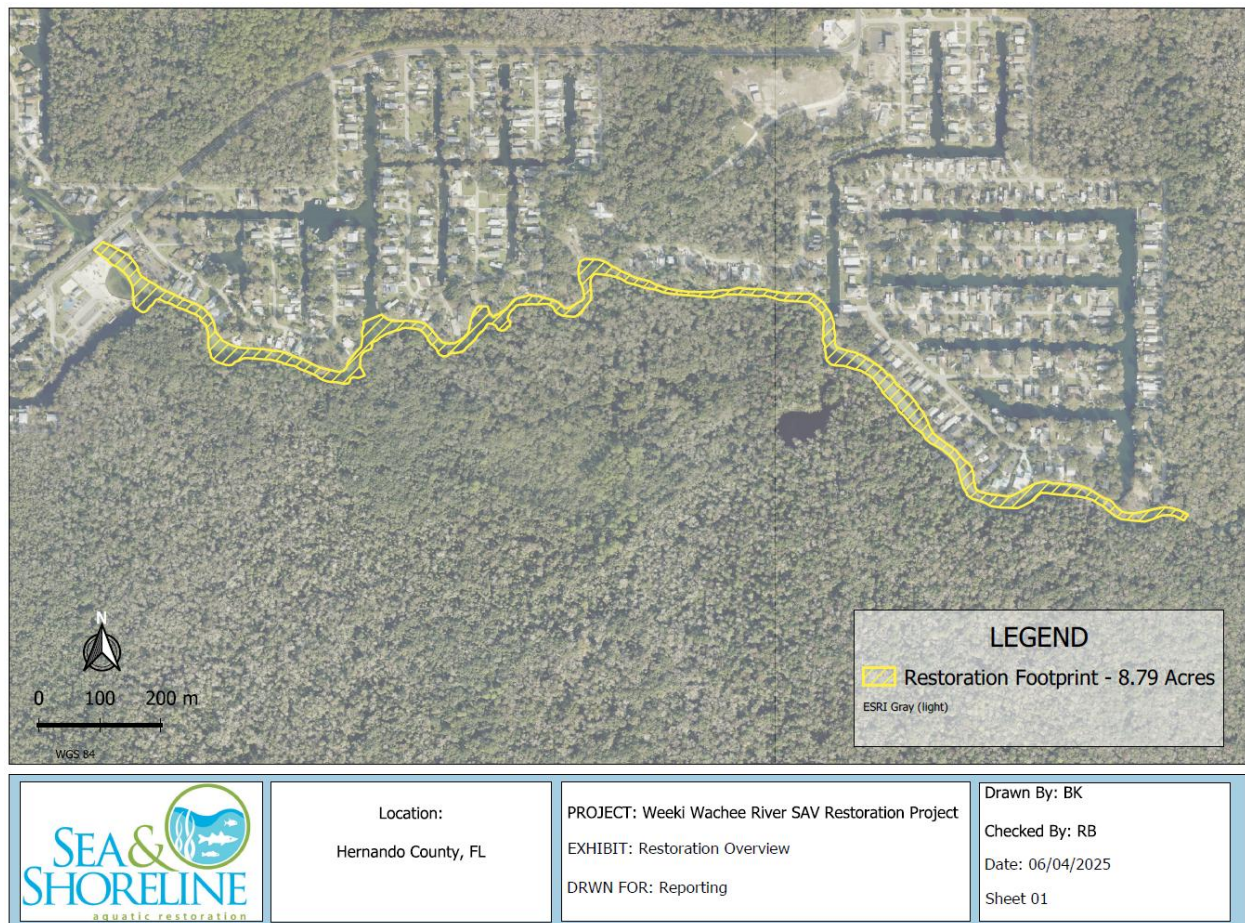 N
0 100 200 m
WGS 84
LEGEND
Restoration Footprint - 8.79 Acres
ESRI Gray (light)
SEA &
SHORELINE
aquatic restoration
Location:
Hernando County, FL
PROJECT: Weeki Wachee River SAV Restoration Project
EXHIBIT: Restoration Overview
DRWN FOR: Reporting
Drawn By: BK
Checked By: RB
Date: 06/04/2025
Sheet 01